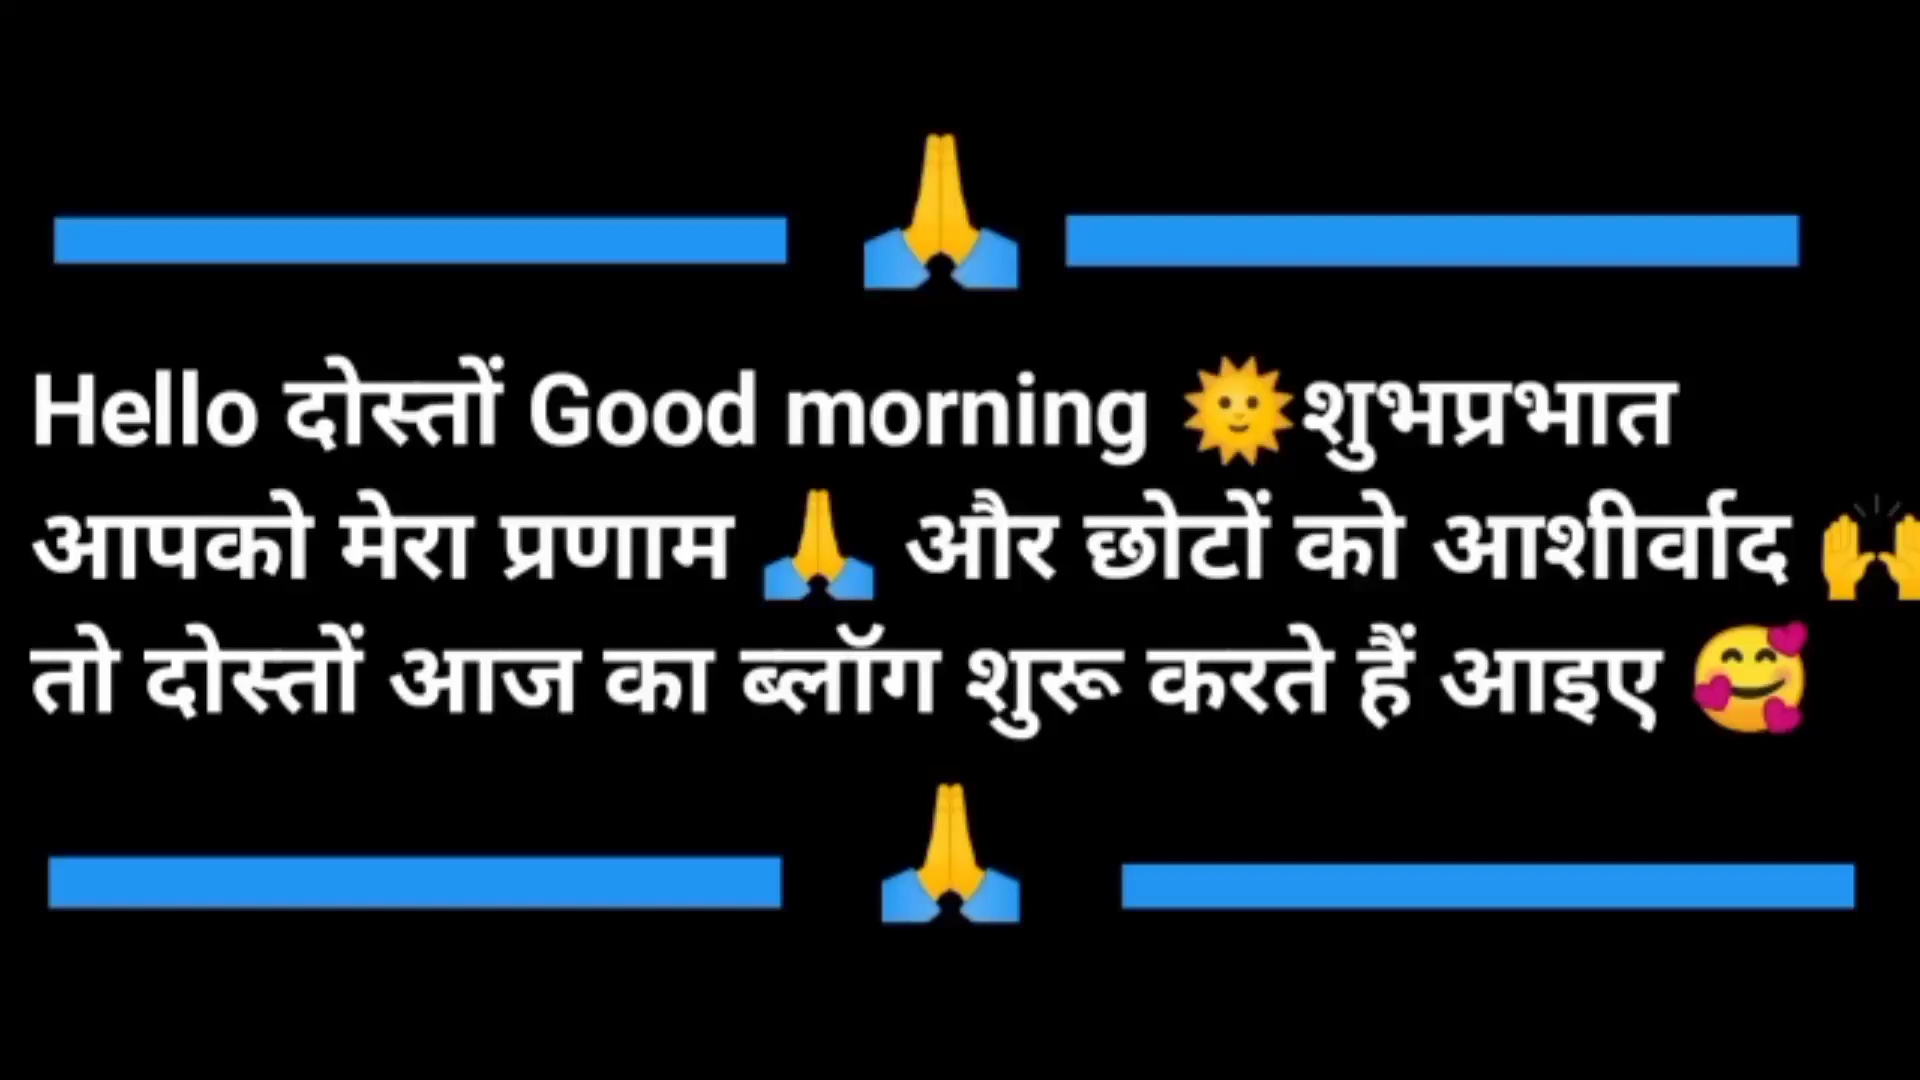 🙏
Hello दोस्तों Good morning 🌞शुभप्रभात
आपको मेरा प्रणाम 🙏 और छोटों को आशीर्वाद 🙌
तो दोस्तों आज का ब्लॉग शुरू करते हैं आइए 🥰
🙏